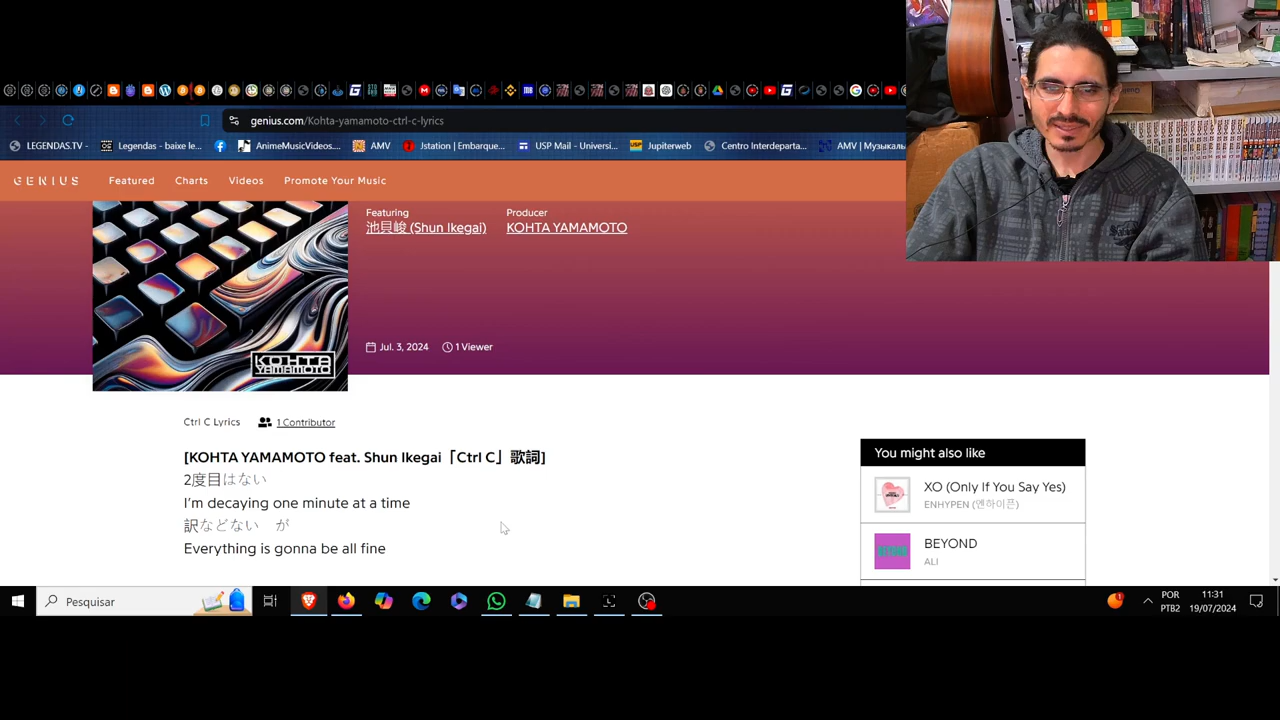 genius.com/Kohta-yamamoto-ctrl-c-lyrics
LEGENDAS.TV - Legendas - baixe le... AnimeMusicVideos.... AMV Jstation | Embarque... USP Mail - Universi... Jupiterweb Centro Interdeparta... AMV | Музыкаль
GENIUS Featured Charts Videos Promote Your Music
Featuring Producer
池貝峻 (Shun Ikegai) KOHTA YAMAMOTO
KOHTA
YAMAMOTO
Jul. 3, 2024 1 Viewer
Ctrl C Lyrics 1 Contributor
[KOHTA YAMAMOTO feat. Shun Ikegai「Ctrl C」歌詞]
2度目はない
I'm decaying one minute at a time
訳などない が
Everything is gonna be all fine
You might also like
XO (Only If You Say Yes)
ENHYPEN (엔하이픈)
BEYOND
ALI
Pesquisar
POR
PTB2
11:31
19/07/2024